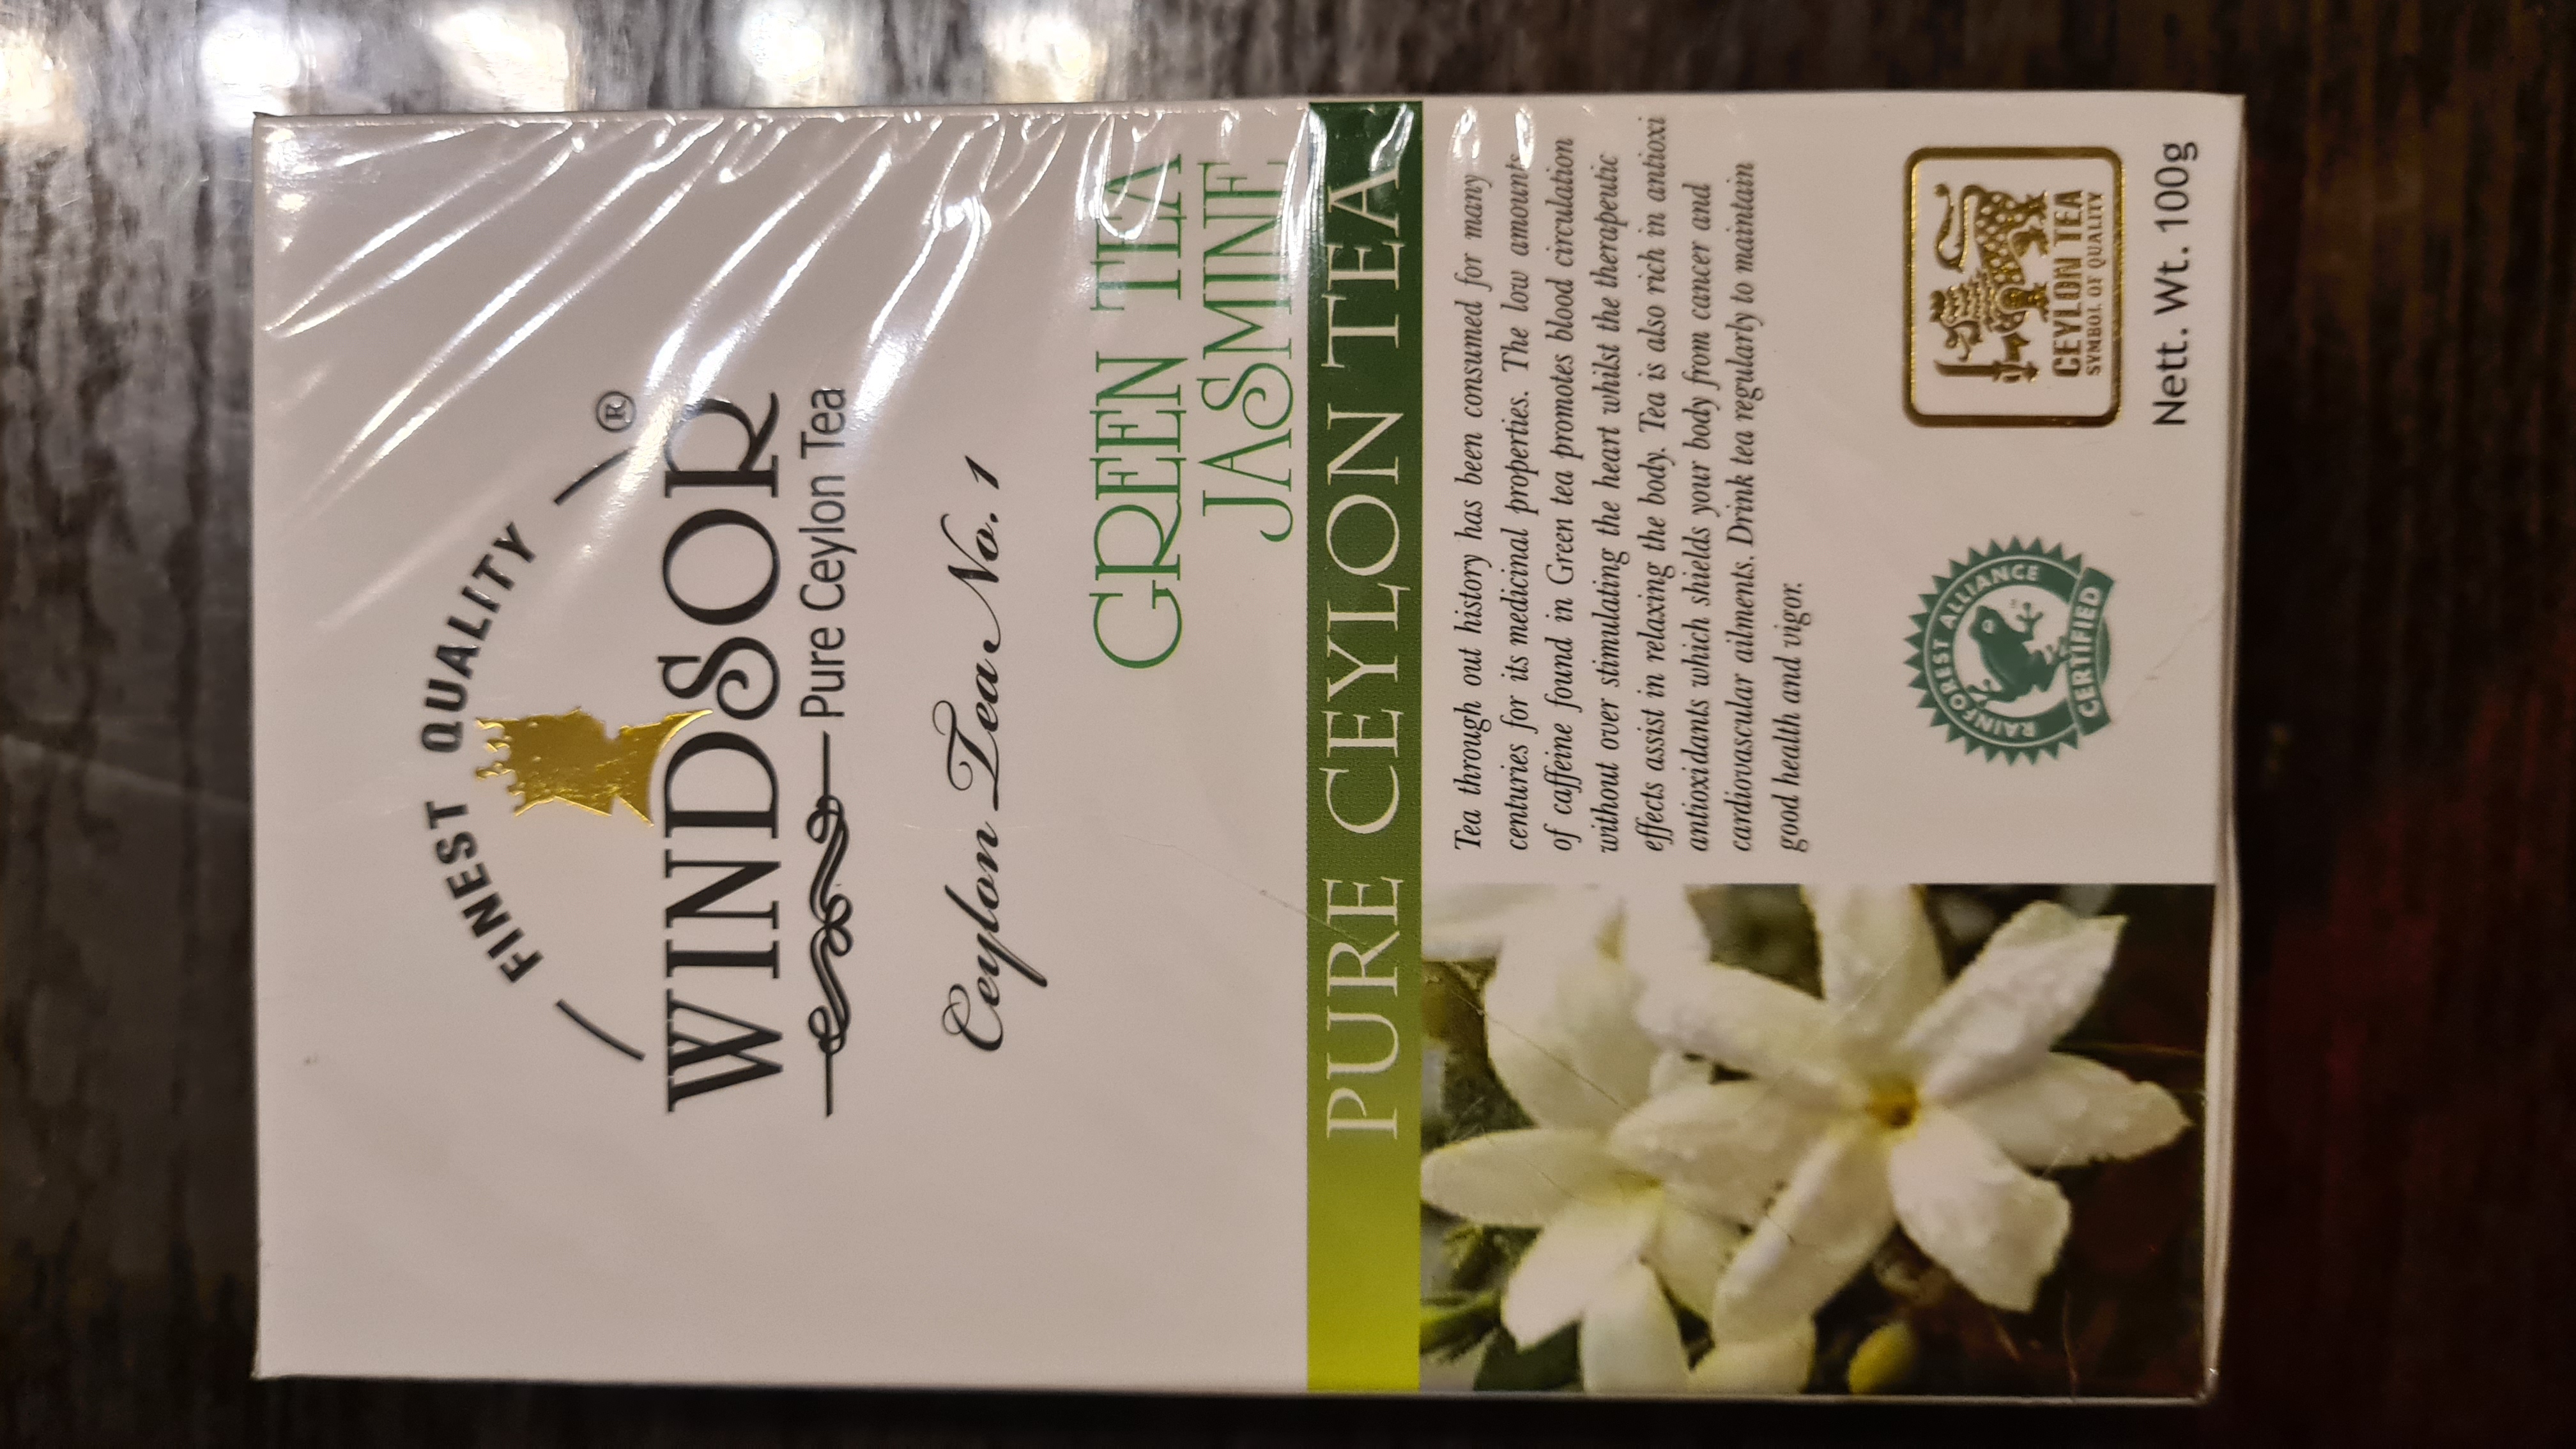 FINEST QUALITY
®
WINDSOR
Pure Ceylon Tea
Ceylon Tea No. 1
GREEN TEA
JASMINE
PURE CEYLON TEA
Tea through out history has been consumed for many
centuries for its medicinal properties. The low amounts
of caffeine found in Green tea promotes blood circulation
without over stimulating the heart whilst the therapeutic
effects assist in relaxing the body. Tea is also rich in antioxi
antioxidants which shields your body from cancer and
cardiovascular ailments. Drink tea regularly to maintain
good health and vigor.
RAINFOREST ALLIANCE
CERTIFIED
CEYLON TEA
SYMBOL OF QUALITY
Nett. Wt. 100g